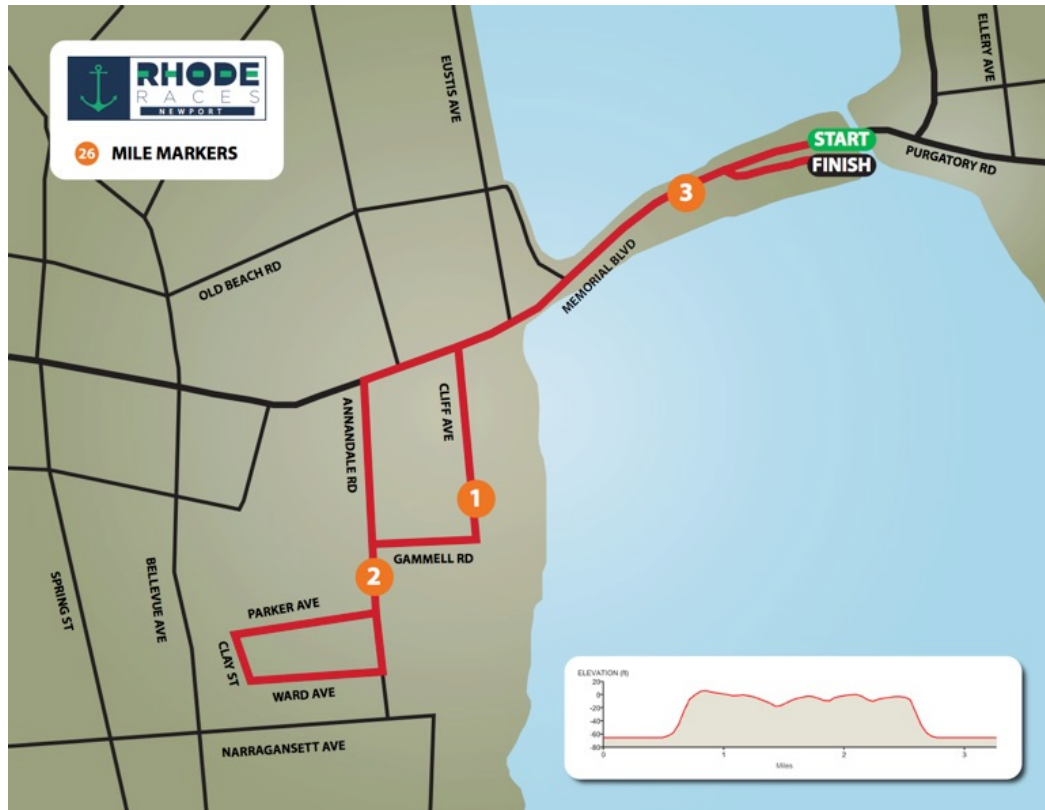 RHODE
RACES
NEWPORT
26 MILE MARKERS
EUSTIS AVE
ELLERY AVE
START
FINISH
PURGATORY RD
3
MEMORIAL BLVD
OLD BEACH RD
ANNANDALE RD
CLIFF AVE
1
GAMMELL RD
2
SPRING ST
BELLEVUE AVE
PARKER AVE
CLAY ST
WARD AVE
NARRAGANSETT AVE
ELEVATION (ft)
20
0
-20
-40
-60
-80
0 1 2 3
Miles